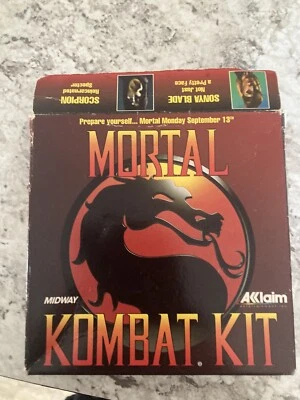 SCORPION
Reincarnated
Specter
SONYA BLADE
Not Just
a Pretty Face
Prepare yourself... Mortal Monday September 13th
MORTAL
MIDWAY
AKClaim
KOMBAT KIT
®